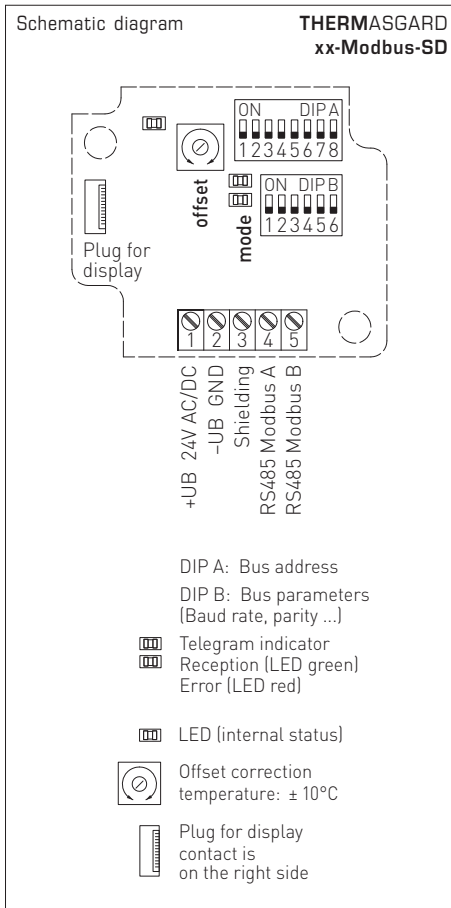 Schematic diagram
THERMASGARD
xx-Modbus-SD
ON DIP A
1 2 3 4 5 6 7 8
offset
ON DIP B
1 2 3 4 5 6
mode
Plug for
display
1 2 3 4 5
+UB 24V AC/DC
–UB GND
Shielding
RS485 Modbus A
RS485 Modbus B
DIP A: Bus address
DIP B: Bus parameters
(Baud rate, parity ...)
Telegram indicator
Reception (LED green)
Error (LED red)
LED (internal status)
Offset correction
temperature: ± 10°C
Plug for display
contact is
on the right side